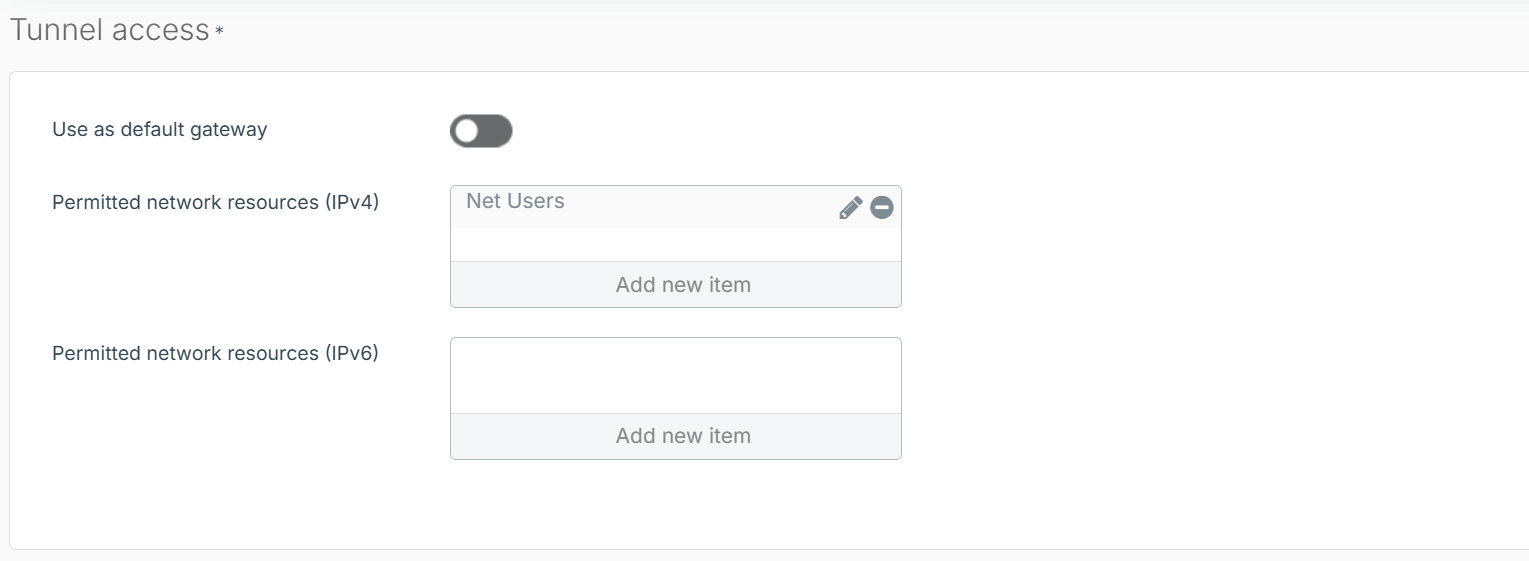 Tunnel access *
Use as default gateway
Permitted network resources (IPv4)
Net Users
Add new item
Permitted network resources (IPv6)
Add new item